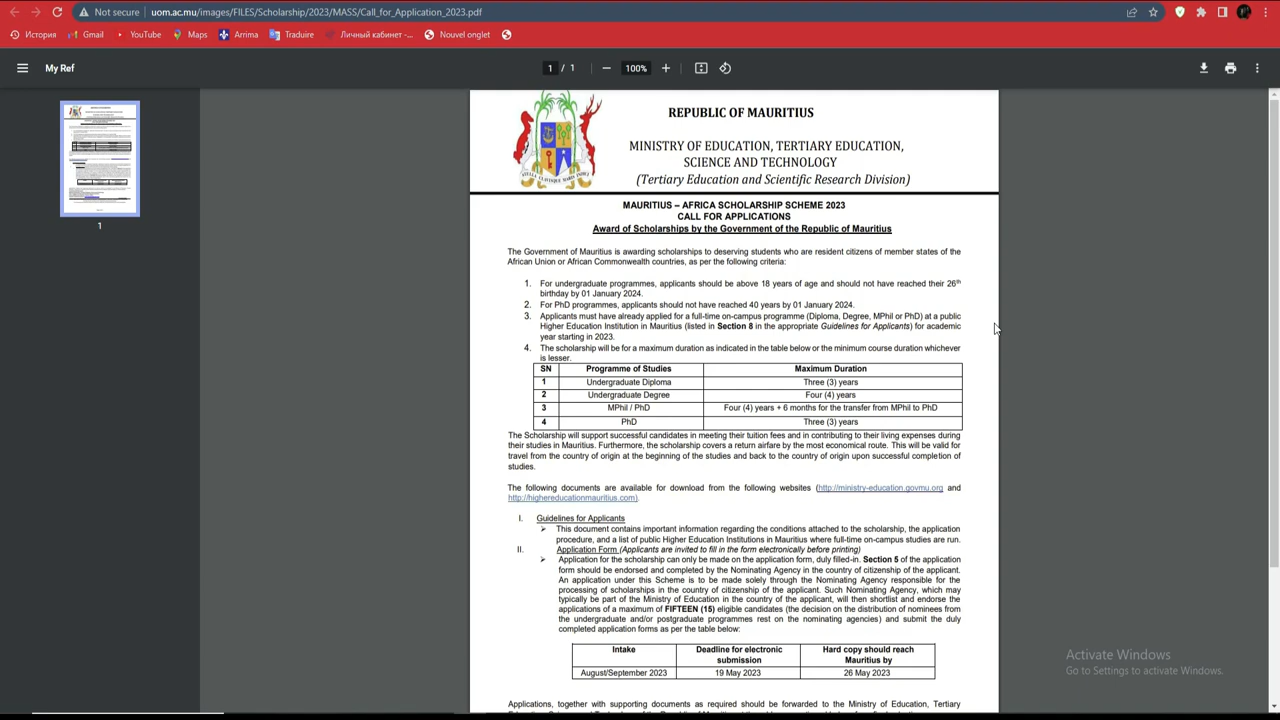 Not secure uom.ac.mu/images/FILES/Scholarship/2023/MASS/Call_for_Application_2023.pdf
История Gmail YouTube Maps Arrima Traduire Личный кабинет -... Nouvel onglet
My Ref 1 / 1 100%
1
REPUBLIC OF MAURITIUS
MINISTRY OF EDUCATION, TERTIARY EDUCATION,
SCIENCE AND TECHNOLOGY
(Tertiary Education and Scientific Research Division)
MAURITIUS – AFRICA SCHOLARSHIP SCHEME 2023
CALL FOR APPLICATIONS
Award of Scholarships by the Government of the Republic of Mauritius
The Government of Mauritius is awarding scholarships to deserving students who are resident citizens of member states of the
African Union or African Commonwealth countries, as per the following criteria:
1. For undergraduate programmes, applicants should be above 18 years of age and should not have reached their 26th
birthday by 01 January 2024.
2. For PhD programmes, applicants should not have reached 40 years by 01 January 2024.
3. Applicants must have already applied for a full-time on-campus programme (Diploma, Degree, MPhil or PhD) at a public
Higher Education Institution in Mauritius (listed in Section 8 in the appropriate Guidelines for Applicants) for academic
year starting in 2023.
4. The scholarship will be for a maximum duration as indicated in the table below or the minimum course duration whichever
is lesser.
SN Programme of Studies Maximum Duration
1 Undergraduate Diploma Three (3) years
2 Undergraduate Degree Four (4) years
3 MPhil / PhD Four (4) years + 6 months for the transfer from MPhil to PhD
4 PhD Three (3) years
The Scholarship will support successful candidates in meeting their tuition fees and in contributing to their living expenses during
their studies in Mauritius. Furthermore, the scholarship covers a return airfare by the most economical route. This will be valid for
travel from the country of origin at the beginning of the studies and back to the country of origin upon successful completion of
studies.
The following documents are available for download from the following websites (http://ministry-education.govmu.org and
http://highereducationmauritius.com).
I. Guidelines for Applicants
➢ This document contains important information regarding the conditions attached to the scholarship, the application
procedure, and a list of public Higher Education Institutions in Mauritius where full-time on-campus studies are run.
II. Application Form (Applicants are invited to fill in the form electronically before printing)
➢ Application for the scholarship can only be made on the application form, duly filled-in. Section 5 of the application
form should be endorsed and completed by the Nominating Agency in the country of citizenship of the applicant.
An application under this Scheme is to be made solely through the Nominating Agency responsible for the
processing of scholarships in the country of citizenship of the applicant. Such Nominating Agency, which may
typically be part of the Ministry of Education in the country of the applicant, will then shortlist and endorse the
applications of a maximum of FIFTEEN (15) eligible candidates (the decision on the distribution of nominees from
the undergraduate and/or postgraduate programmes rest on the nominating agencies) and submit the duly
completed application forms as per the table below:
Intake Deadline for electronic submission Hard copy should reach Mauritius by
August/September 2023 19 May 2023 26 May 2023
Applications, together with supporting documents as required should be forwarded to the Ministry of Education, Tertiary
Activate Windows
Go to Settings to activate Windows.